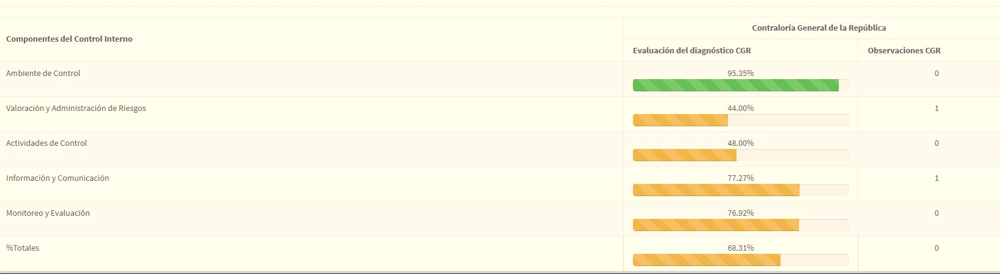 Contraloría General de la República
Componentes del Control Interno
Evaluación del diagnóstico CGR Observaciones CGR
Ambiente de Control 95.35% 0
Valoración y Administración de Riesgos 44.00% 1
Actividades de Control 48.00% 0
Información y Comunicación 77.27% 1
Monitoreo y Evaluación 76.92% 0
%Totales 68.31% 0